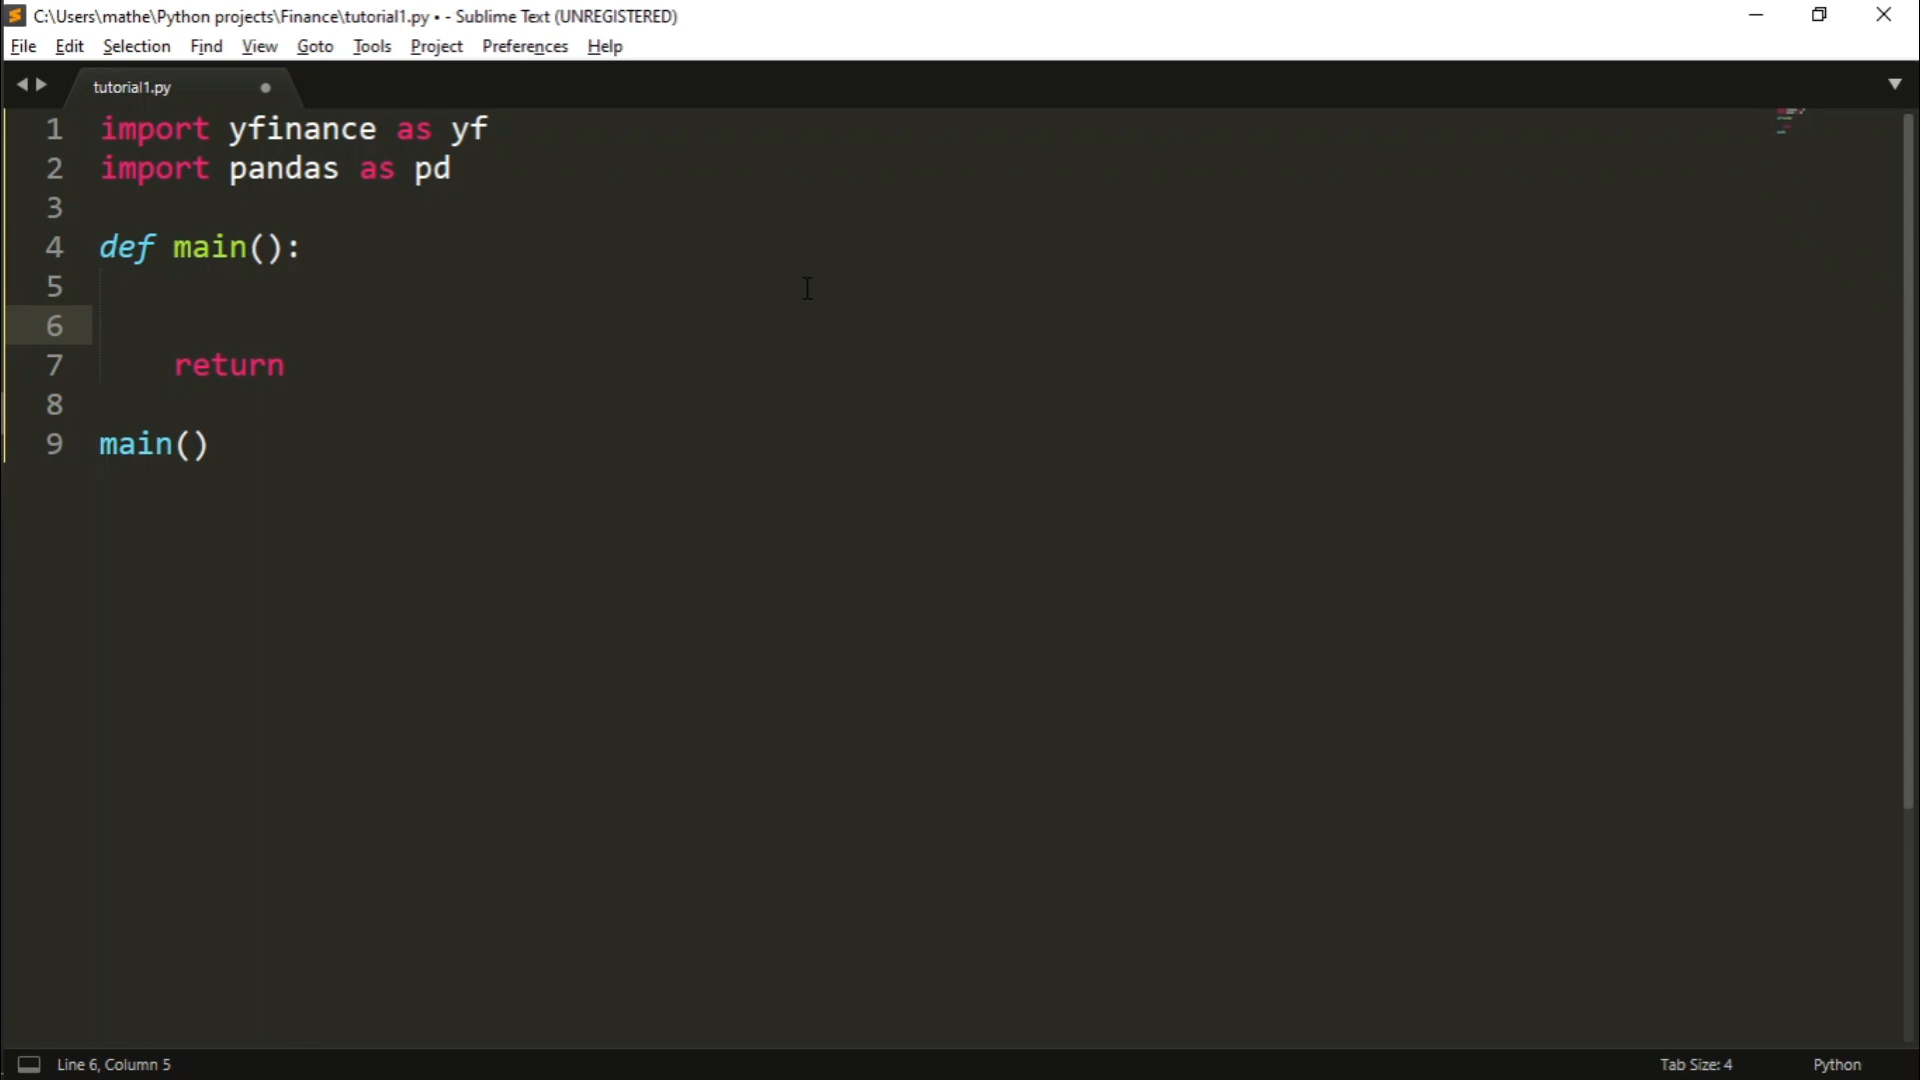 C:\Users\mathe\Python projects\Finance\tutorial1.py • - Sublime Text (UNREGISTERED)
File Edit Selection Find View Goto Tools Project Preferences Help
tutorial1.py
1 import yfinance as yf
2 import pandas as pd
3
4 def main():
5
6
7 return
8
9 main()
Line 6, Column 5 Tab Size: 4 Python